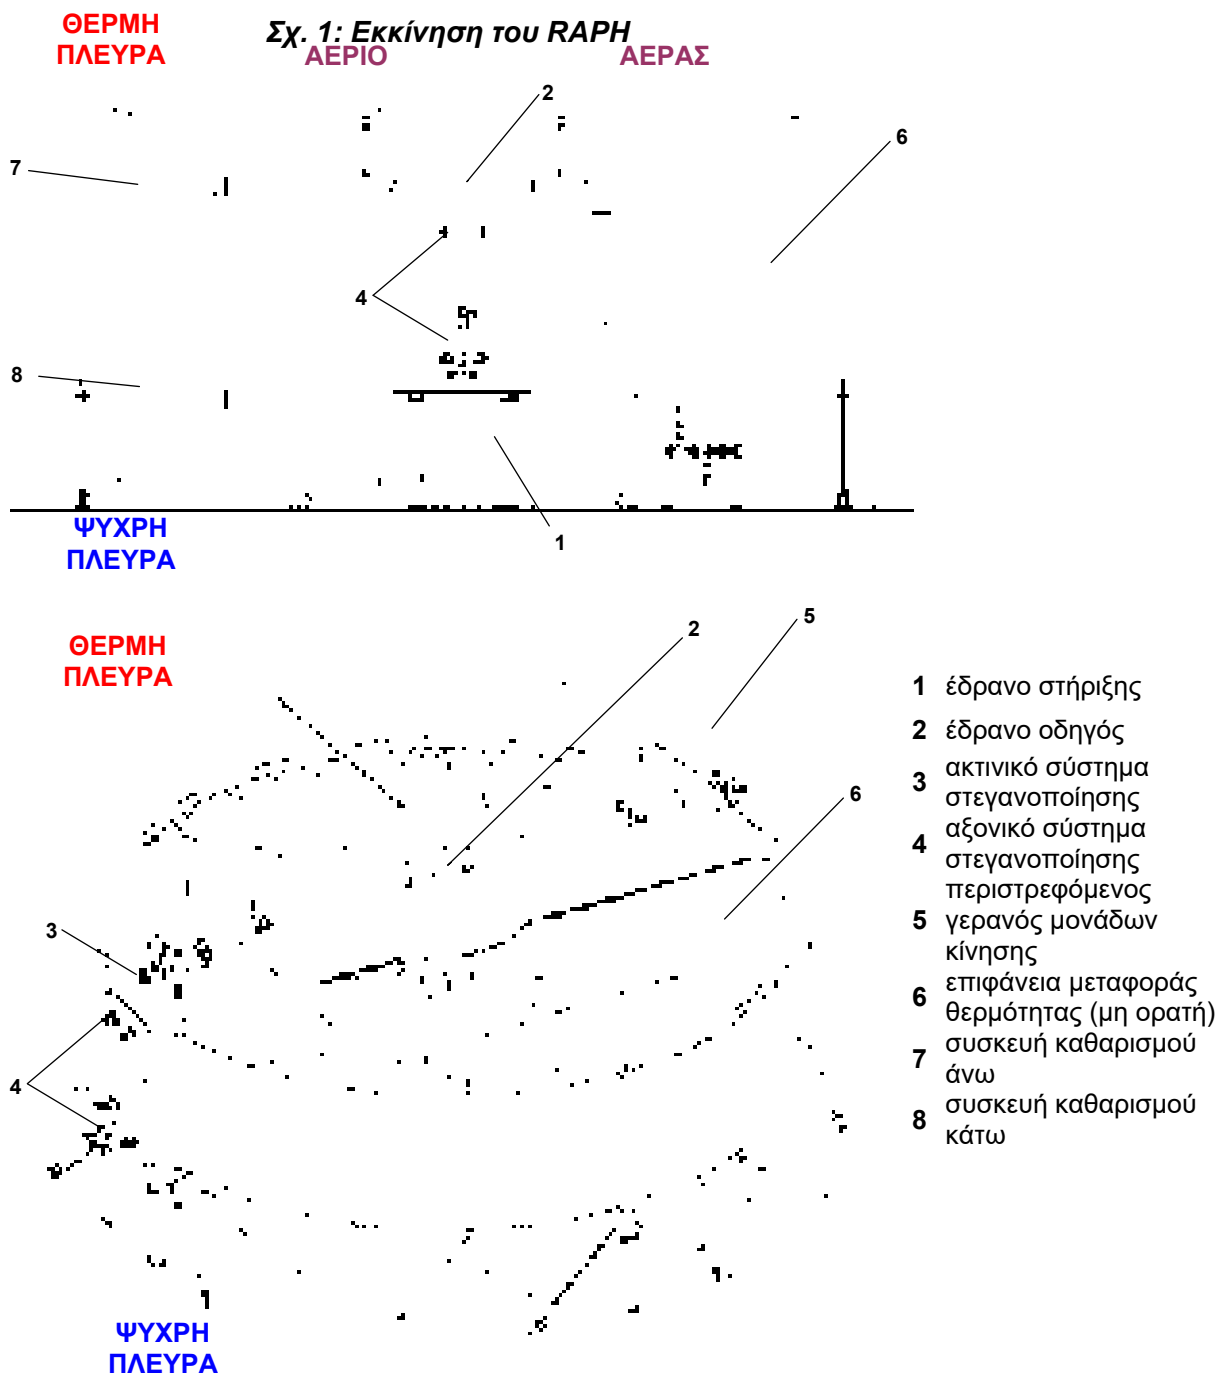 ΘΕΡΜΗ
ΠΛΕΥΡΑ
Σχ. 1: Εκκίνηση του RAPH
ΑΕΡΙΟ
ΑΕΡΑΣ
2
6
7
4
8
1
ΨΥΧΡΗ
ΠΛΕΥΡΑ
ΘΕΡΜΗ
ΠΛΕΥΡΑ
2
5
6
3
4
ΨΥΧΡΗ
ΠΛΕΥΡΑ
1 έδρανο στήριξης
2 έδρανο οδηγός
3 ακτινικό σύστημα
στεγανοποίησης
4 αξονικό σύστημα
στεγανοποίησης
περιστρεφόμενος
5 γερανός μονάδων
κίνησης
6 επιφάνεια μεταφοράς
θερμότητας (μη ορατή)
7 συσκευή καθαρισμού
άνω
8 συσκευή καθαρισμού
κάτω